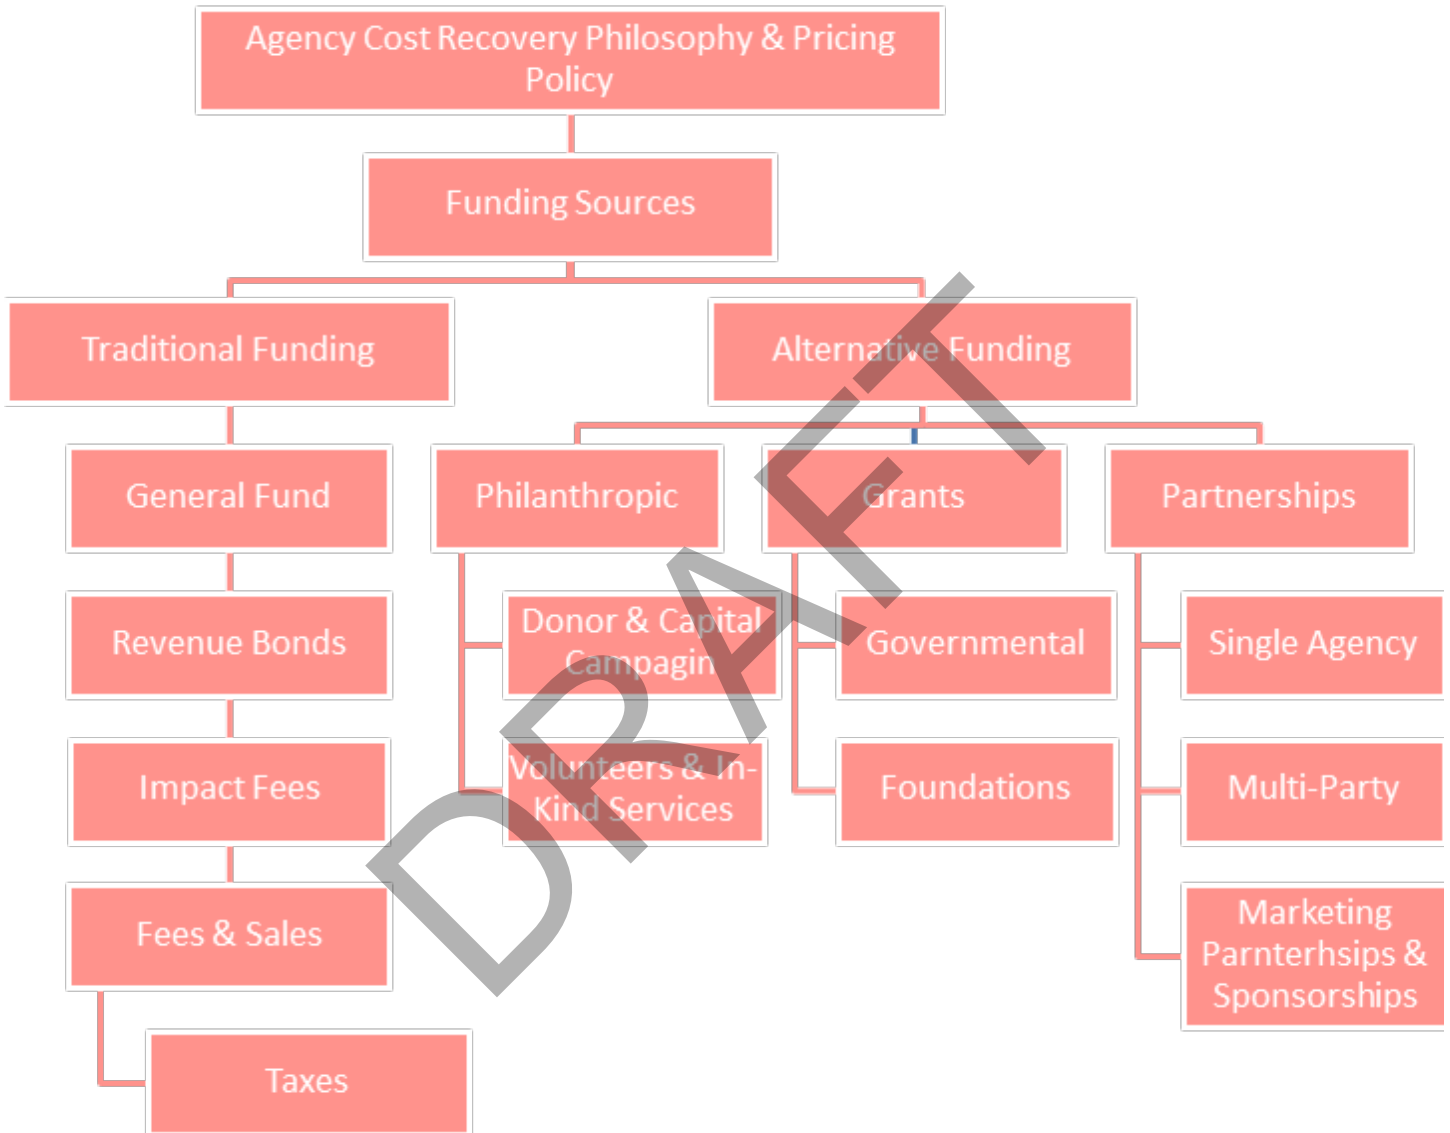 Agency Cost Recovery Philosophy & Pricing
Policy
Funding Sources
Traditional Funding
Alternative Funding
General Fund
Philanthropic
Grants
Partnerships
Revenue Bonds
Donor & Capital
Campagin
Governmental
Single Agency
Impact Fees
Volunteers & In-
Kind Services
Foundations
Multi-Party
Fees & Sales
Marketing
Parnterhsips &
Sponsorships
Taxes
DRAFT